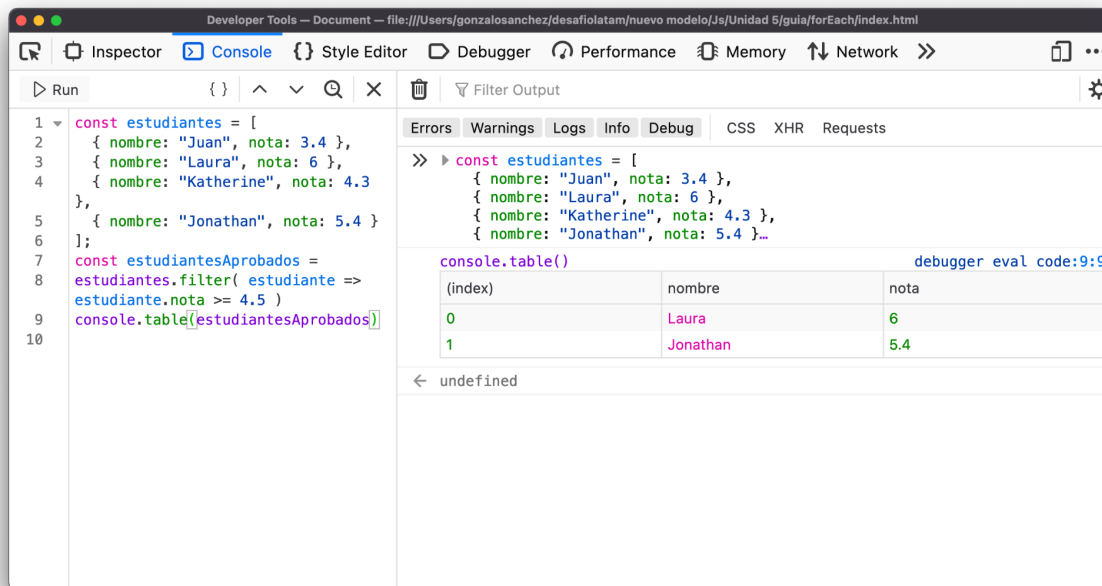 Developer Tools — Document — file:///Users/gonzalosanchez/desafiolatam/nuevo modelo/Js/Unidad 5/guia/forEach/index.html
Inspector Console {} Style Editor Debugger Performance Memory Network
Run { } Filter Output
1 const estudiantes = [
2 { nombre: "Juan", nota: 3.4 },
3 { nombre: "Laura", nota: 6 },
4 { nombre: "Katherine", nota: 4.3
},
5 { nombre: "Jonathan", nota: 5.4 }
6 ];
7 const estudiantesAprobados =
8 estudiantes.filter( estudiante =>
estudiante.nota >= 4.5 )
9 console.table(estudiantesAprobados)
10
Errors Warnings Logs Info Debug CSS XHR Requests
const estudiantes = [
{ nombre: "Juan", nota: 3.4 },
{ nombre: "Laura", nota: 6 },
{ nombre: "Katherine", nota: 4.3 },
{ nombre: "Jonathan", nota: 5.4 }…
console.table() debugger eval code:9:9
(index) nombre nota
0 Laura 6
1 Jonathan 5.4
undefined